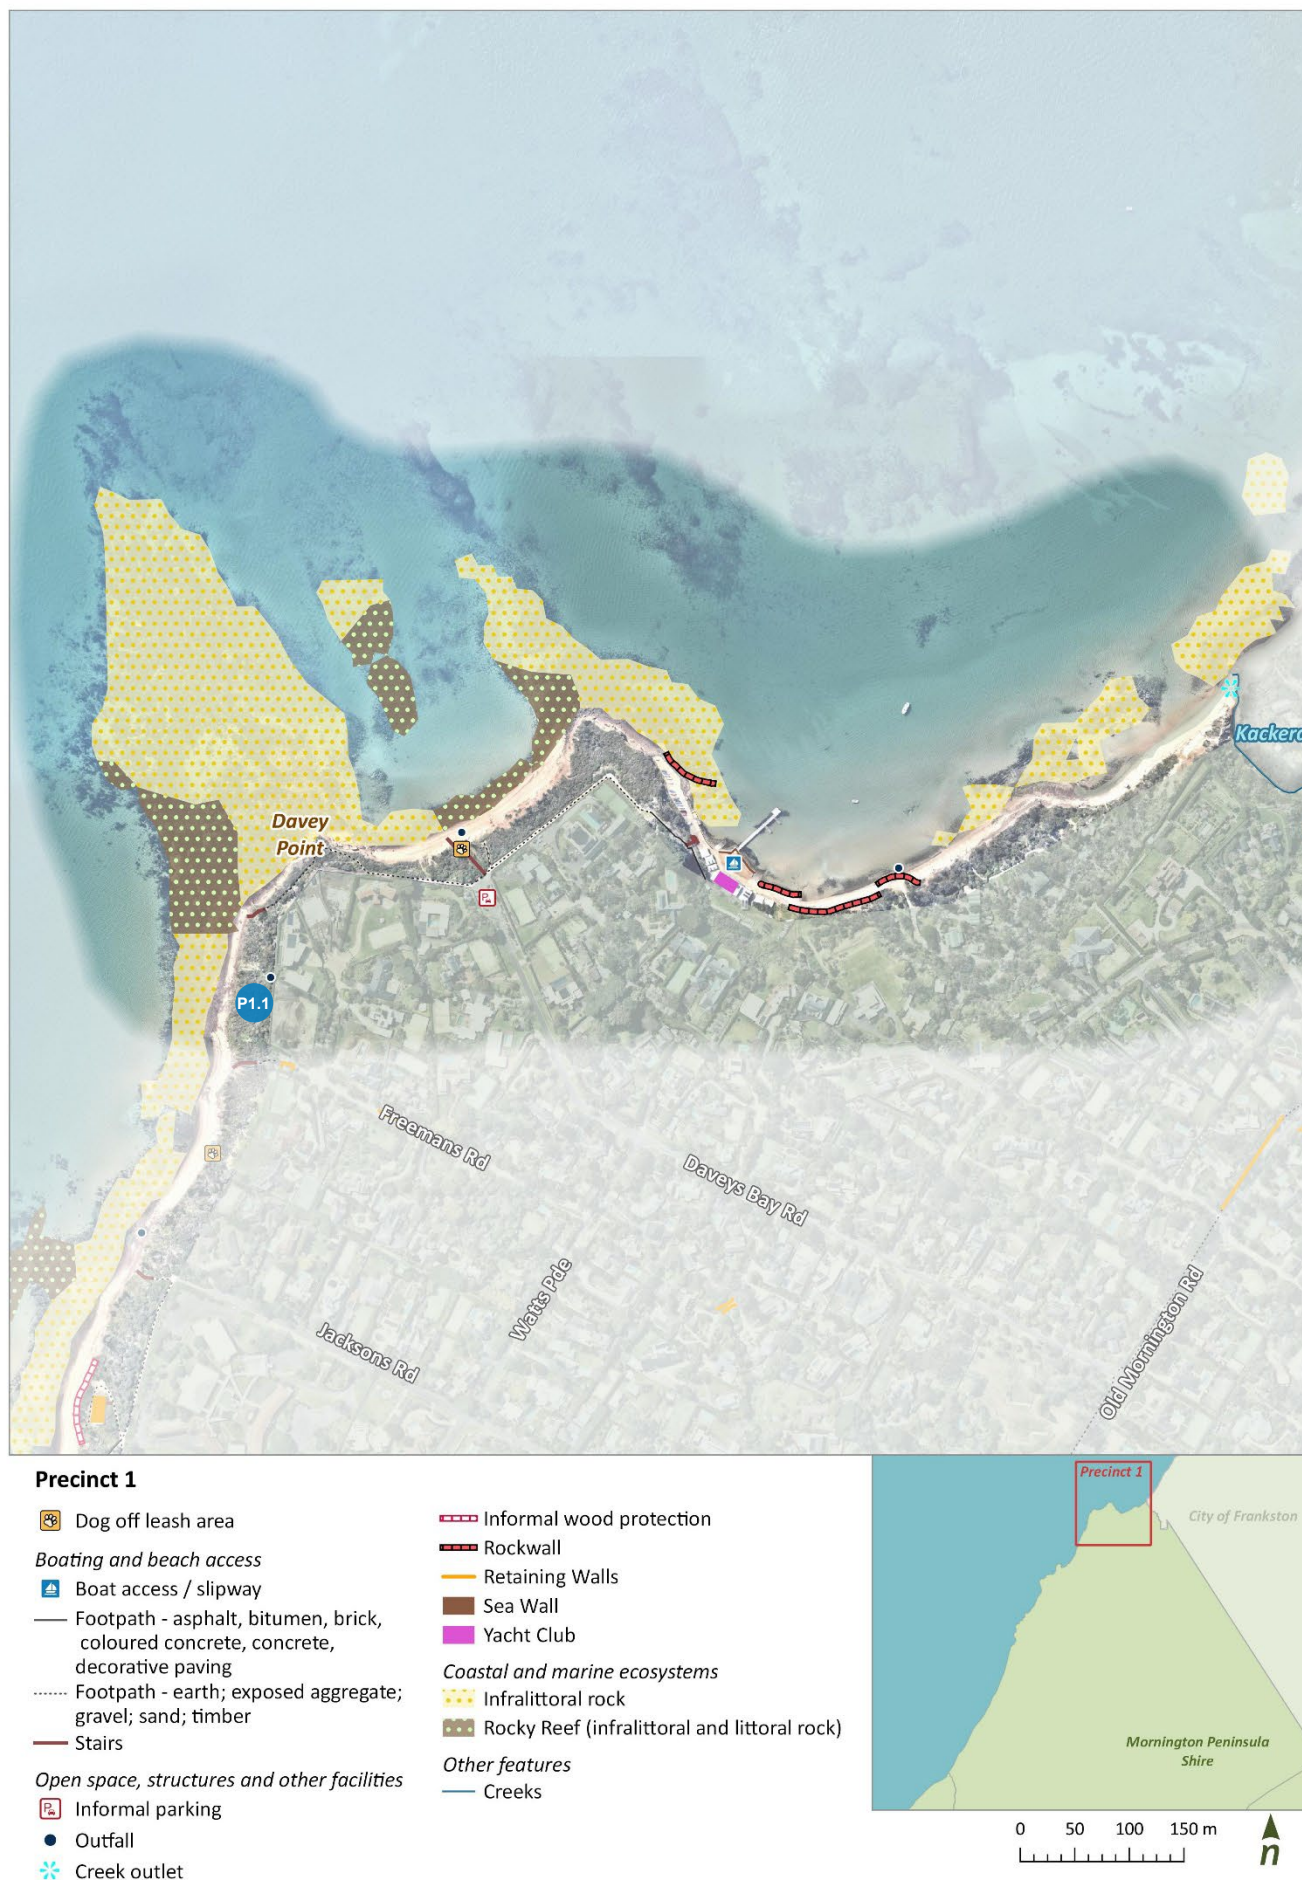 Davey
Point
Kackera
P1.1
Freemans Rd
Daveys Bay Rd
Watts Pde
Jacksons Rd
Old Mornington Rd
Precinct 1
Dog off leash area
Boating and beach access
Boat access / slipway
Footpath - asphalt, bitumen, brick,
coloured concrete, concrete,
decorative paving
Footpath - earth; exposed aggregate;
gravel; sand; timber
Stairs
Open space, structures and other facilities
P
Informal parking
Outfall
Creek outlet
Informal wood protection
Rockwall
Retaining Walls
Sea Wall
Yacht Club
Coastal and marine ecosystems
Infralittoral rock
Rocky Reef (infralittoral and littoral rock)
Other features
Creeks
Precinct 1
City of Frankston
Mornington Peninsula
Shire
0 50 100 150 m
n